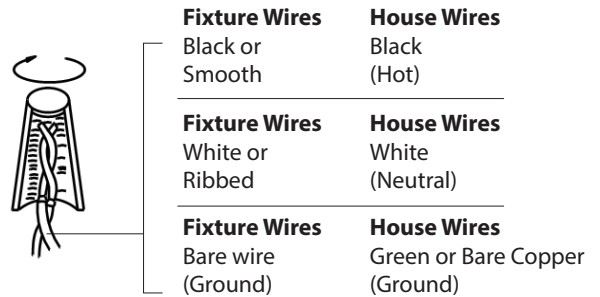 Fixture Wires House Wires
Black or Black
Smooth (Hot)
Fixture Wires House Wires
White or White
Ribbed (Neutral)
Fixture Wires House Wires
Bare wire Green or Bare Copper
(Ground) (Ground)